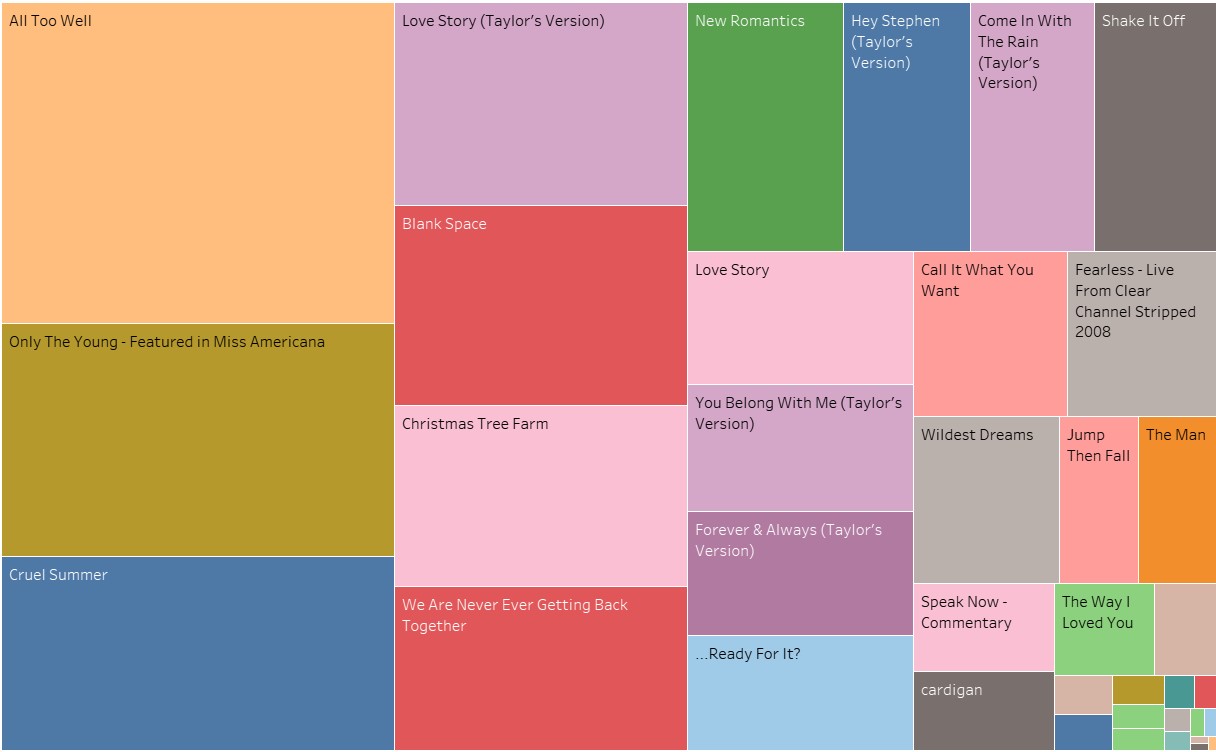 All Too Well
Only The Young - Featured in Miss Americana
Cruel Summer
Love Story (Taylor’s Version)
Blank Space
Christmas Tree Farm
We Are Never Ever Getting Back
Together
New Romantics
Hey Stephen
(Taylor’s
Version)
Come In With
The Rain
(Taylor’s
Version)
Shake It Off
Love Story
You Belong With Me (Taylor’s
Version)
Forever & Always (Taylor’s
Version)
...Ready For It?
Call It What You
Want
Fearless - Live
From Clear
Channel Stripped
2008
Wildest Dreams
Jump
Then Fall
The Man
Speak Now -
Commentary
The Way I
Loved You
cardigan